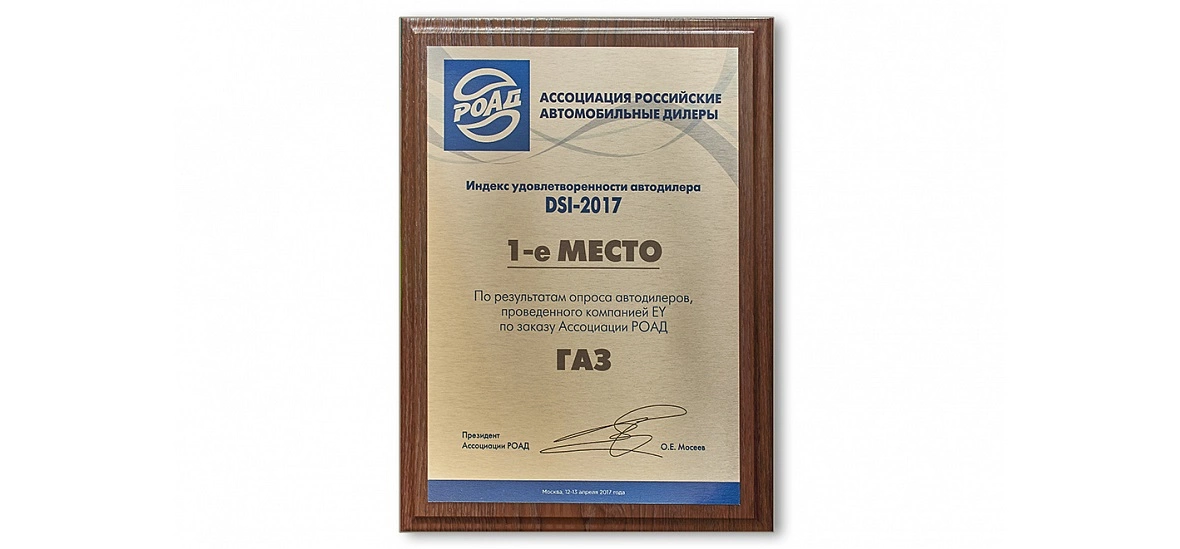 РОАД
АССОЦИАЦИЯ РОССИЙСКИЕ
АВТОМОБИЛЬНЫЕ ДИЛЕРЫ
Индекс удовлетворенности автодилера
DSI-2017
1-е МЕСТО
По результатам опроса автодилеров,
проведенного компанией EY
по заказу Ассоциации РОАД
ГАЗ
Президент
Ассоциации РОАД
О.Е. Мосеев
Москва, 12-13 апреля 2017 года